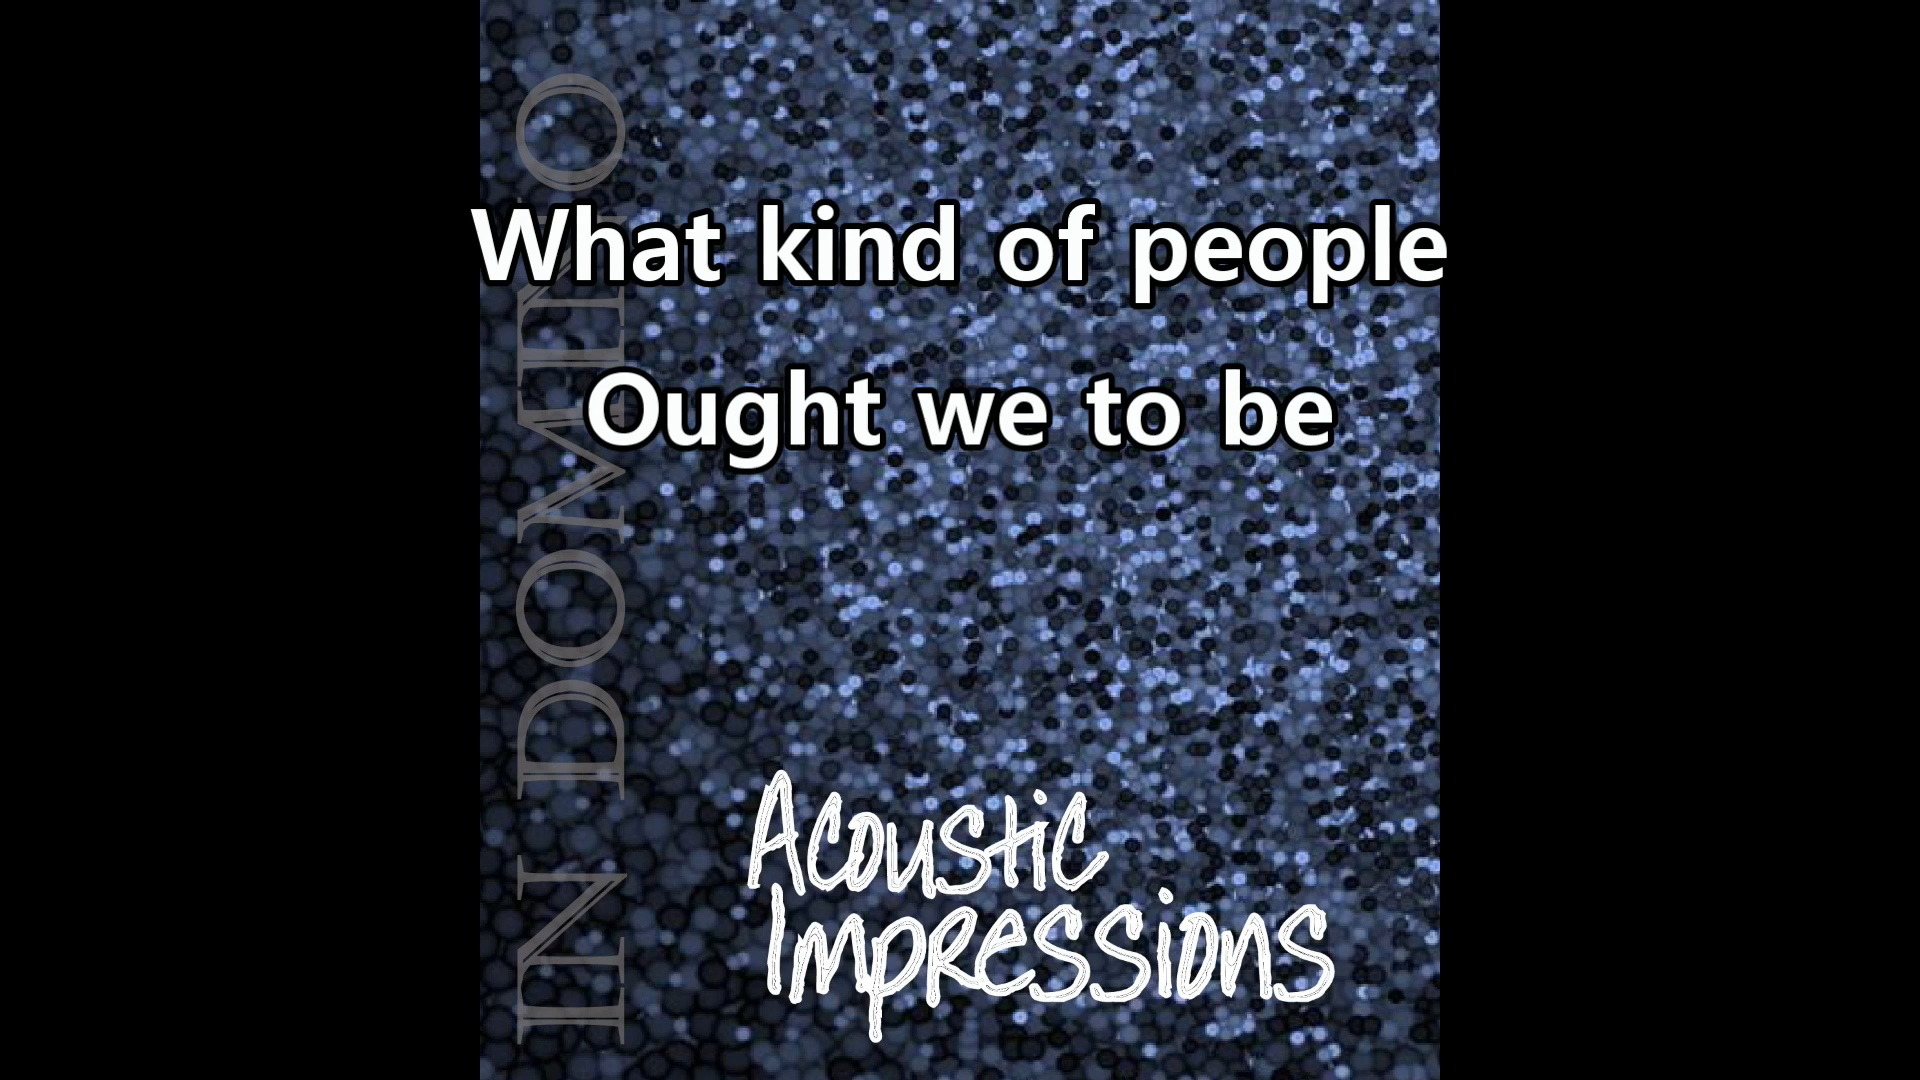 What kind of people
Ought we to be
IN DOMINO
Acoustic
Impressions